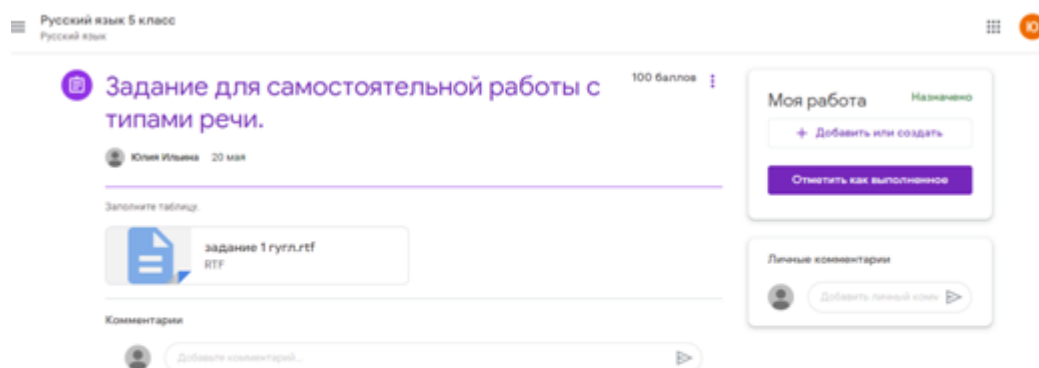 Русский язык 5 класс
Русский язык
Ю
Задание для самостоятельной работы с
типами речи.
100 баллов
Юлия Ильина 20 мая
Заполните таблицу.
задание 1 гугл.rtf
RTF
Комментарии
Добавьте комментарий...
Моя работа
Назначено
+ Добавить или создать
Отметить как выполненное
Личные комментарии
Добавить личный комм